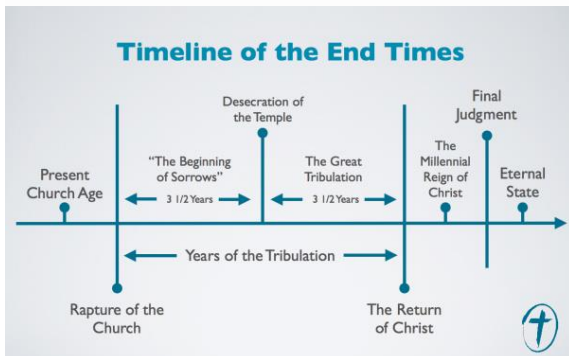 Timeline of the End Times
Desecration of
the Temple
Final
Judgment
Present
Church Age
"The Beginning
of Sorrows"
3 1/2 Years
The Great
Tribulation
3 1/2 Years
The
Millennial
Reign of
Christ
Eternal
State
Years of the Tribulation
Rapture of the
Church
The Return
of Christ